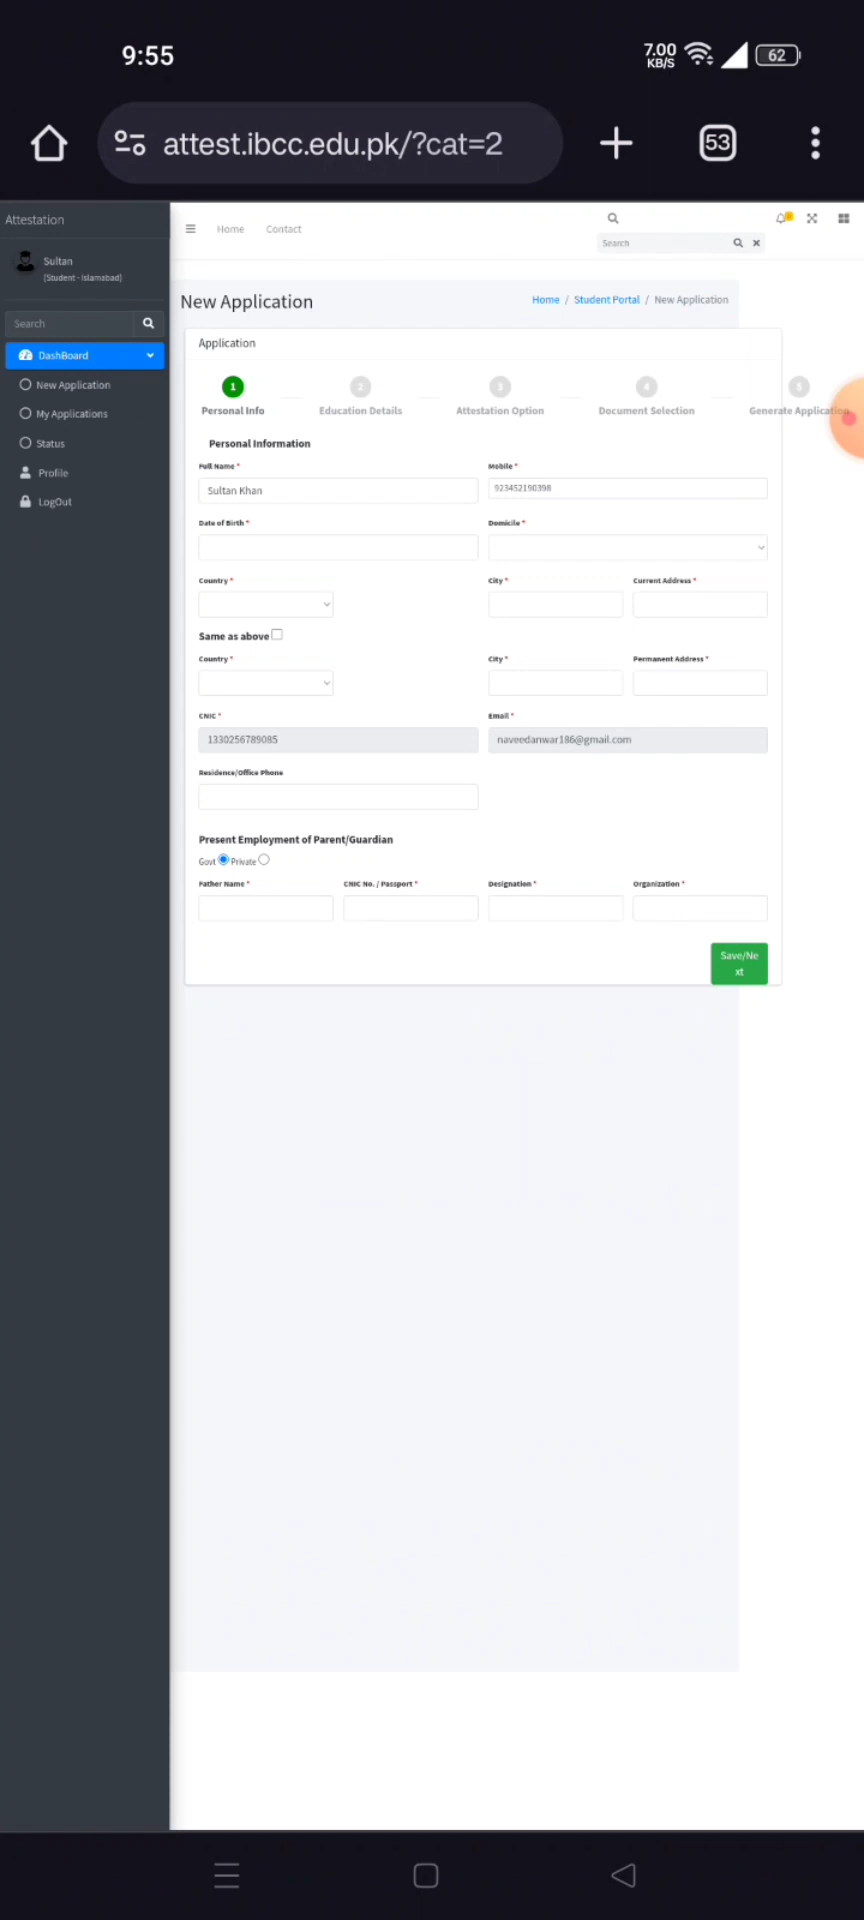 9:55
7.00
KB/S
62
attest.ibcc.edu.pk/?cat=2
53
Attestation
Sultan
(Student - Islamabad)
Search
DashBoard
New Application
My Applications
Status
Profile
LogOut
Home Contact
Search
New Application
Home / Student Portal / New Application
Application
1 2 3 4 5
Personal Info Education Details Attestation Option Document Selection Generate Application
Personal Information
Full Name * Mobile *
Sultan Khan 923452190398
Date of Birth * Domicile *
Country * City * Current Address *
Same as above
Country * City * Permanent Address *
CNIC * Email *
1330256789085 naveedanwar186@gmail.com
Residence/Office Phone
Present Employment of Parent/Guardian
Govt Private
Father Name * CNIC No. / Passport * Designation * Organization *
Save/Ne
xt